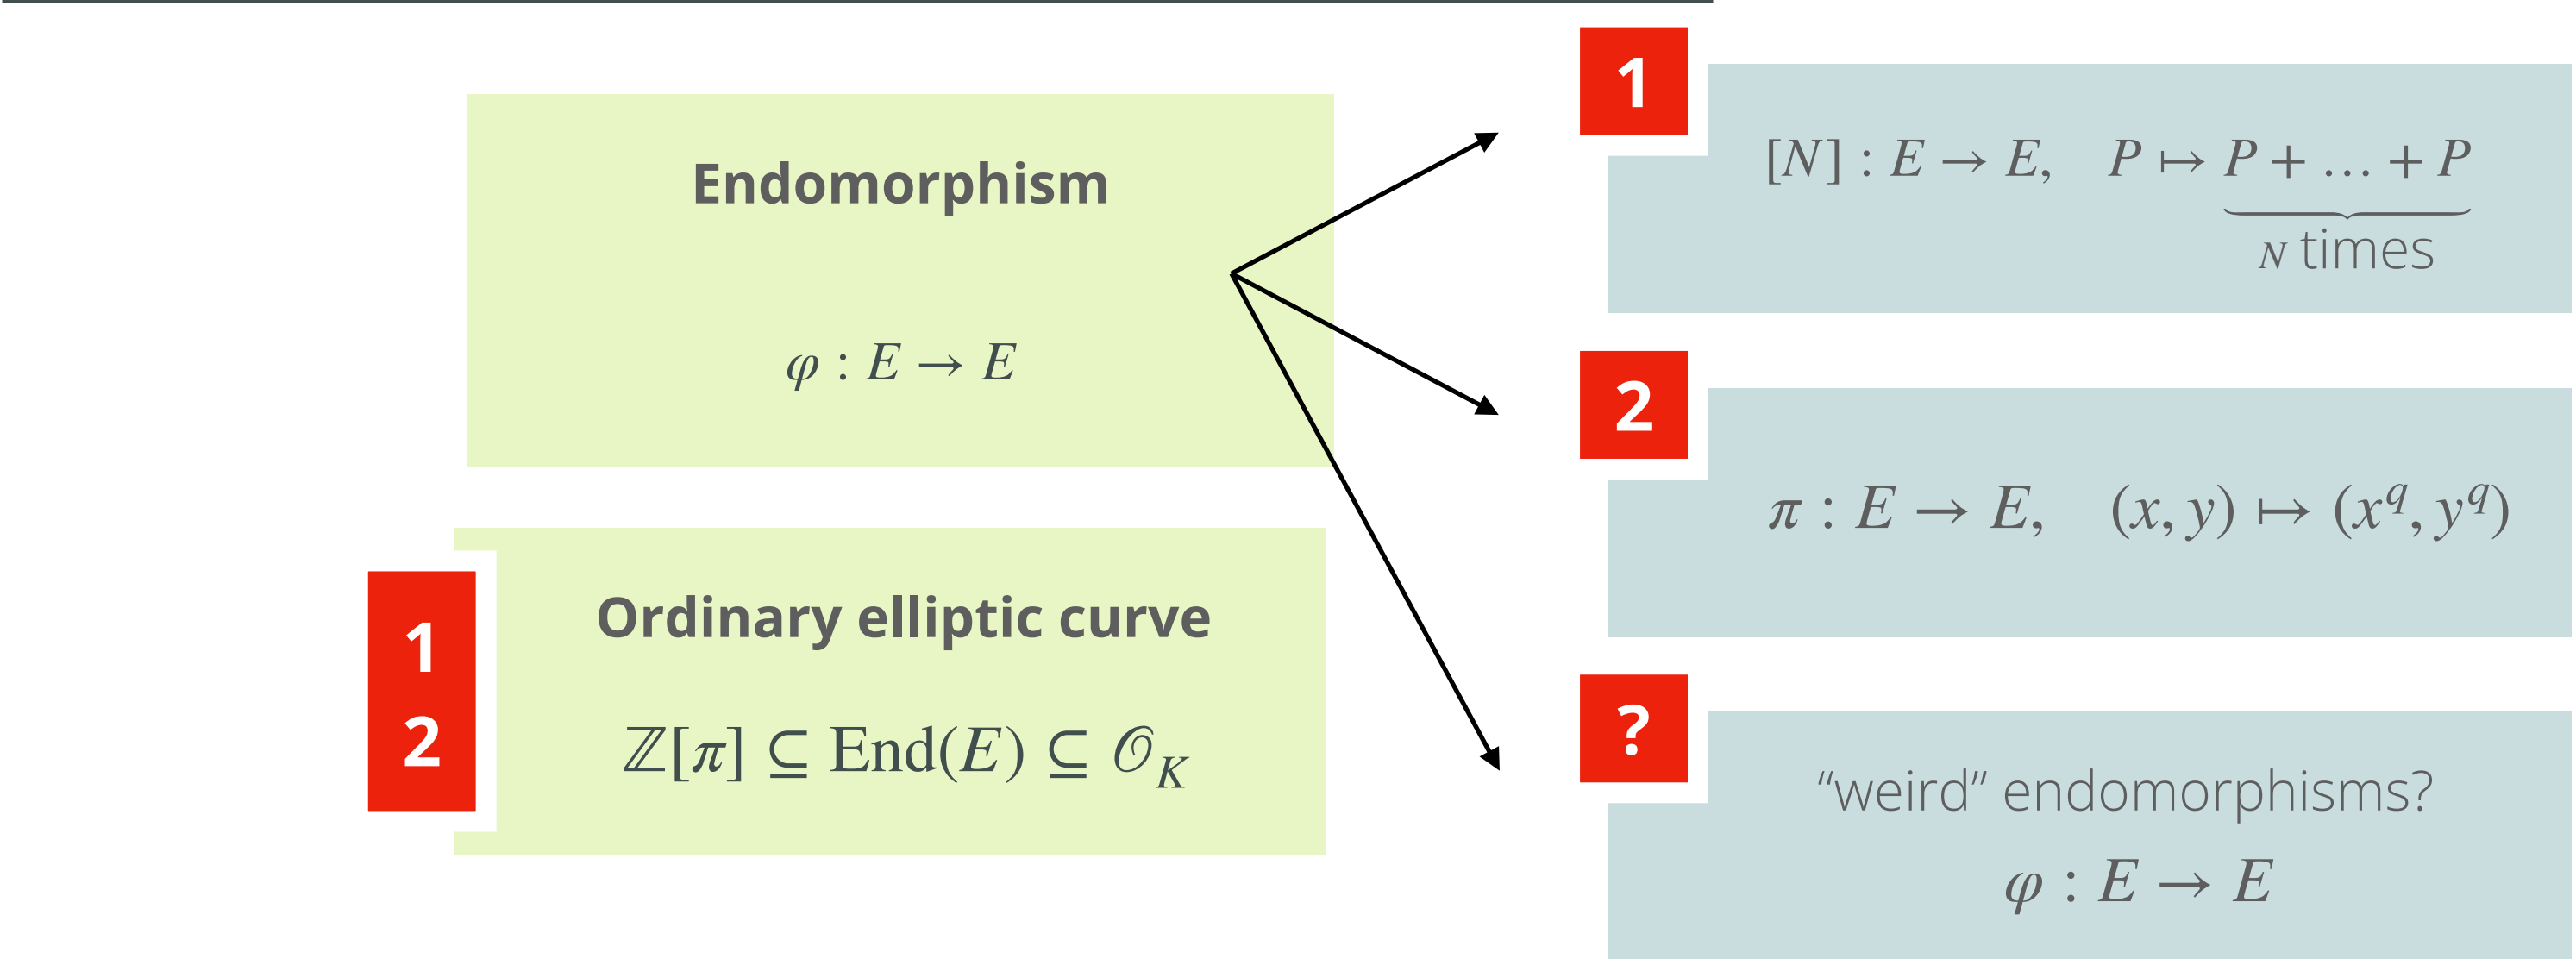 Endomorphism
φ : E → E
1
2
Ordinary elliptic curve
ℤ[π] ⊆ End(E) ⊆ 𝒪_K
1
[N] : E → E, P ↦ P + … + P
N times
2
π : E → E, (x, y) ↦ (x^q, y^q)
?
“weird” endomorphisms?
φ : E → E